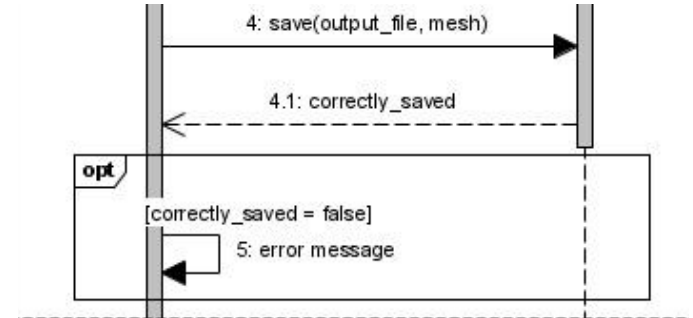 4: save(output_file, mesh)
4.1: correctly_saved
opt
[correctly_saved = false]
5: error message